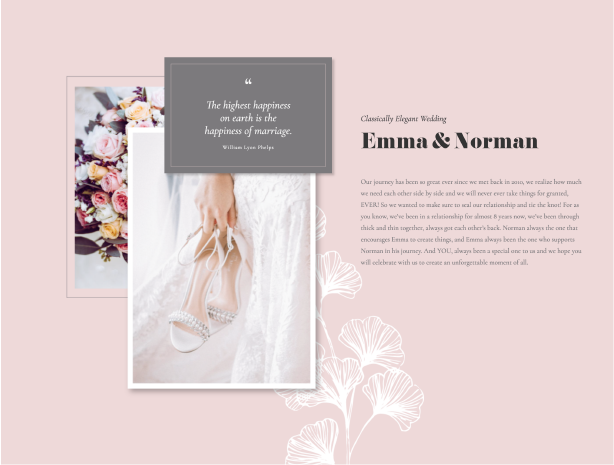 “
The highest happiness
on earth is the
happiness of marriage.
William Lyon Phelps
Classically Elegant Wedding
Emma & Norman
Our journey has been so great ever since we met back in 2010, we realize how much
we need each other side by side and we will never ever take things for granted,
EVER! So we wanted to make sure to seal our relationship and tie the knot! For as
you know, we've been in a relationship for almost 8 years now, we've been through
thick and thin together, always got each other's back. Norman always the one that
encourages Emma to create things, and Emma always been the one who supports
Norman in his journey. And YOU, always been a special one to us and we hope you
will celebrate with us to create an unforgettable moment of all.